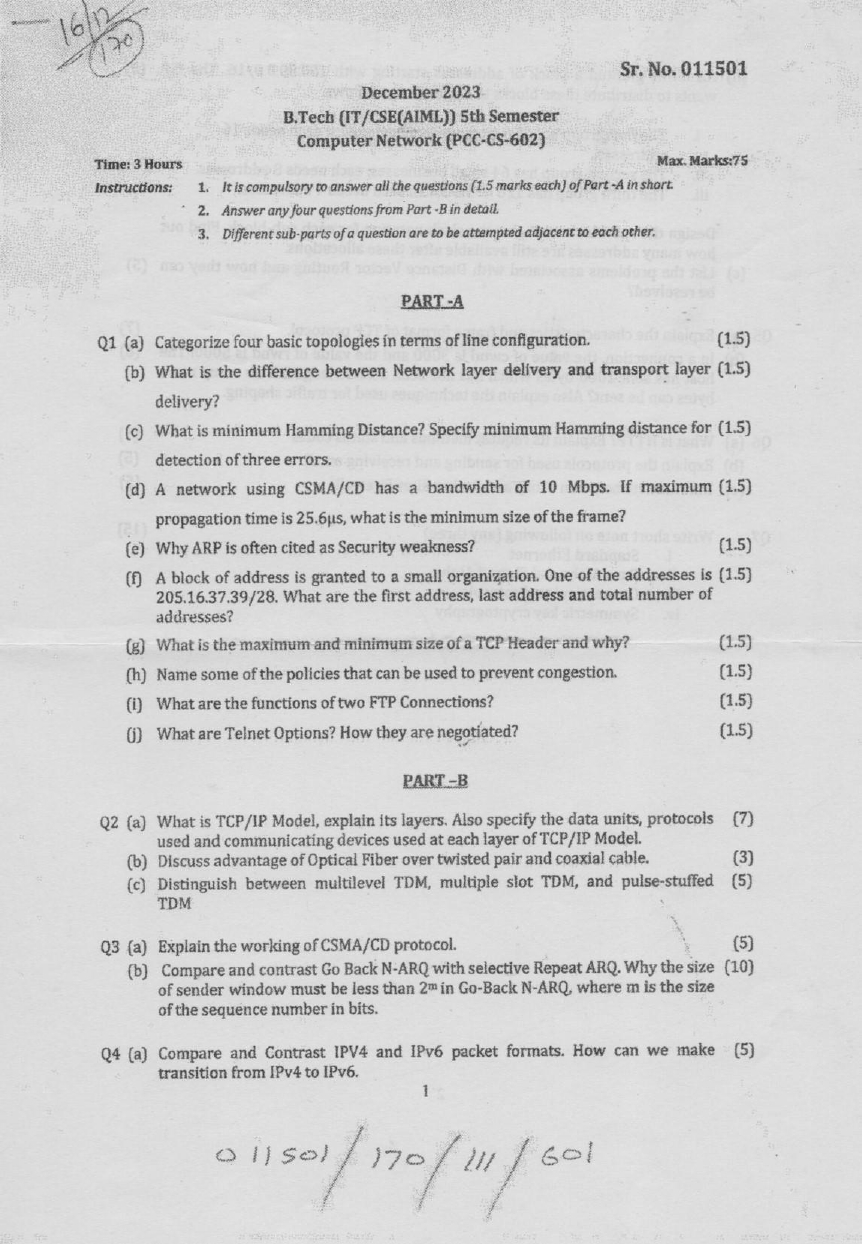 16/12
170
Sr. No. 011501
December 2023
B.Tech (IT/CSE(AIML)) 5th Semester
Computer Network (PCC-CS-602)
Time: 3 Hours Max. Marks:75
Instructions: 1. It is compulsory to answer all the questions (1.5 marks each) of Part -A in short.
2. Answer any four questions from Part -B in detail.
3. Different sub-parts of a question are to be attempted adjacent to each other.
PART -A
Q1 (a) Categorize four basic topologies in terms of line configuration. (1.5)
(b) What is the difference between Network layer delivery and transport layer (1.5)
delivery?
(c) What is minimum Hamming Distance? Specify minimum Hamming distance for (1.5)
detection of three errors.
(d) A network using CSMA/CD has a bandwidth of 10 Mbps. If maximum (1.5)
propagation time is 25.6μs, what is the minimum size of the frame?
(e) Why ARP is often cited as Security weakness? (1.5)
(f) A block of address is granted to a small organization. One of the addresses is (1.5)
205.16.37.39/28. What are the first address, last address and total number of
addresses?
(g) What is the maximum and minimum size of a TCP Header and why? (1.5)
(h) Name some of the policies that can be used to prevent congestion. (1.5)
(i) What are the functions of two FTP Connections? (1.5)
(j) What are Telnet Options? How they are negotiated? (1.5)
PART -B
Q2 (a) What is TCP/IP Model, explain its layers. Also specify the data units, protocols (7)
used and communicating devices used at each layer of TCP/IP Model.
(b) Discuss advantage of Optical Fiber over twisted pair and coaxial cable. (3)
(c) Distinguish between multilevel TDM, multiple slot TDM, and pulse-stuffed (5)
TDM
Q3 (a) Explain the working of CSMA/CD protocol. (5)
(b) Compare and contrast Go Back N-ARQ with selective Repeat ARQ. Why the size (10)
of sender window must be less than 2ᵐ in Go-Back N-ARQ, where m is the size
of the sequence number in bits.
Q4 (a) Compare and Contrast IPV4 and IPv6 packet formats. How can we make (5)
transition from IPv4 to IPv6.
1
011501/170/111/601